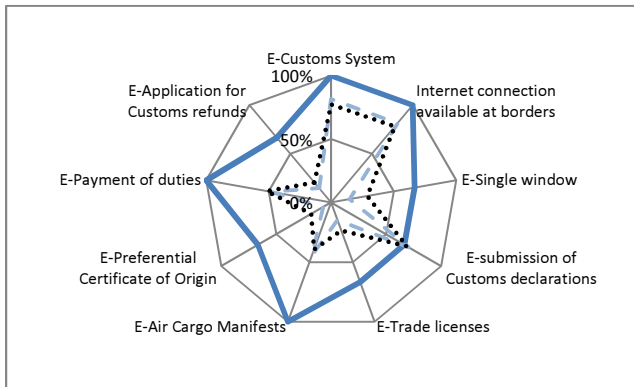 E-Customs System
100%
Internet connection
available at borders
E-Application for
Customs refunds
50%
E-Payment of duties
0%
E-Single window
E-Preferential
Certificate of Origin
E-submission of
Customs declarations
E-Air Cargo Manifests
E-Trade licenses